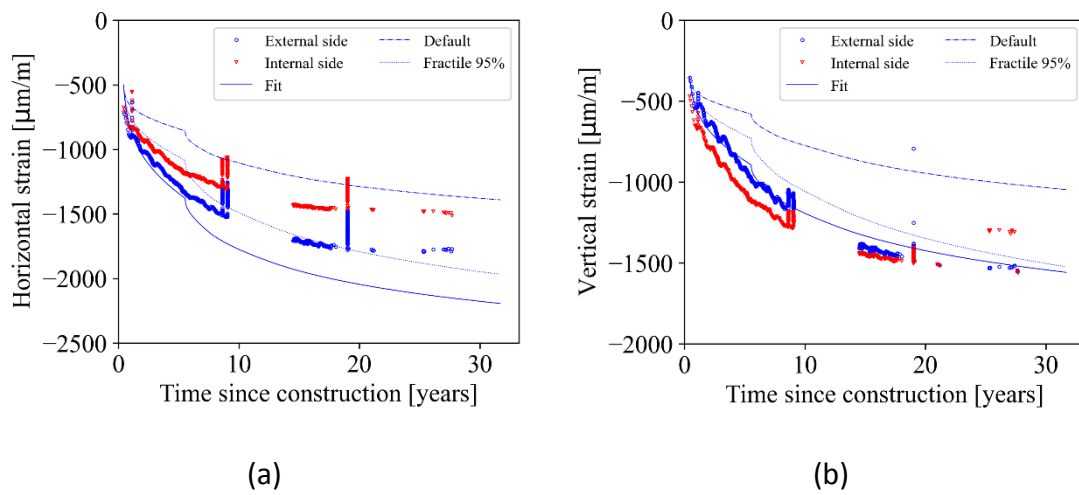 0
−500
−1000
−1500
−2000
−2500
Horizontal strain [μm/m]
External side
Internal side
Fit
Default
Fractile 95%
0 10 20 30
Time since construction [years]
(a)
0
−500
−1000
−1500
−2000
Vertical strain [μm/m]
External side
Internal side
Fit
Default
Fractile 95%
0 10 20 30
Time since construction [years]
(b)